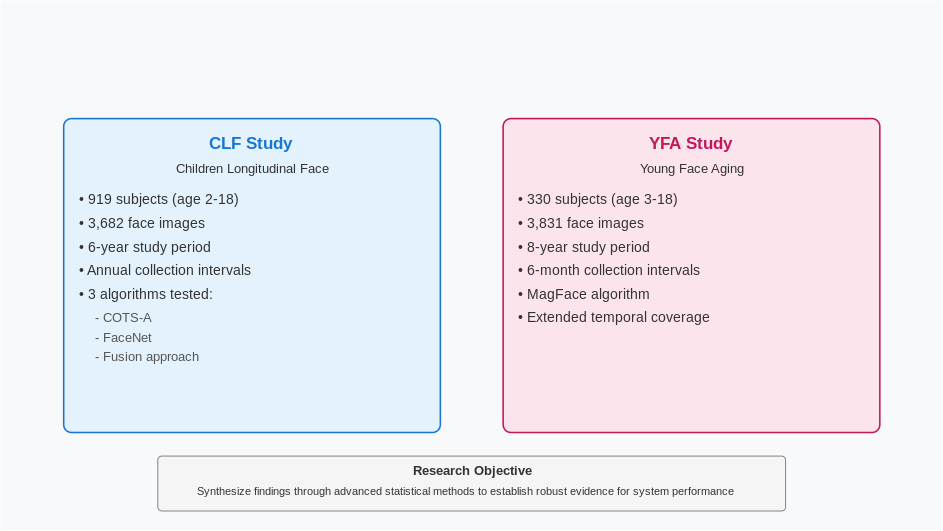 CLF Study
Children Longitudinal Face
• 919 subjects (age 2-18)
• 3,682 face images
• 6-year study period
• Annual collection intervals
• 3 algorithms tested:
- COTS-A
- FaceNet
- Fusion approach
YFA Study
Young Face Aging
• 330 subjects (age 3-18)
• 3,831 face images
• 8-year study period
• 6-month collection intervals
• MagFace algorithm
• Extended temporal coverage
Research Objective
Synthesize findings through advanced statistical methods to establish robust evidence for system performance